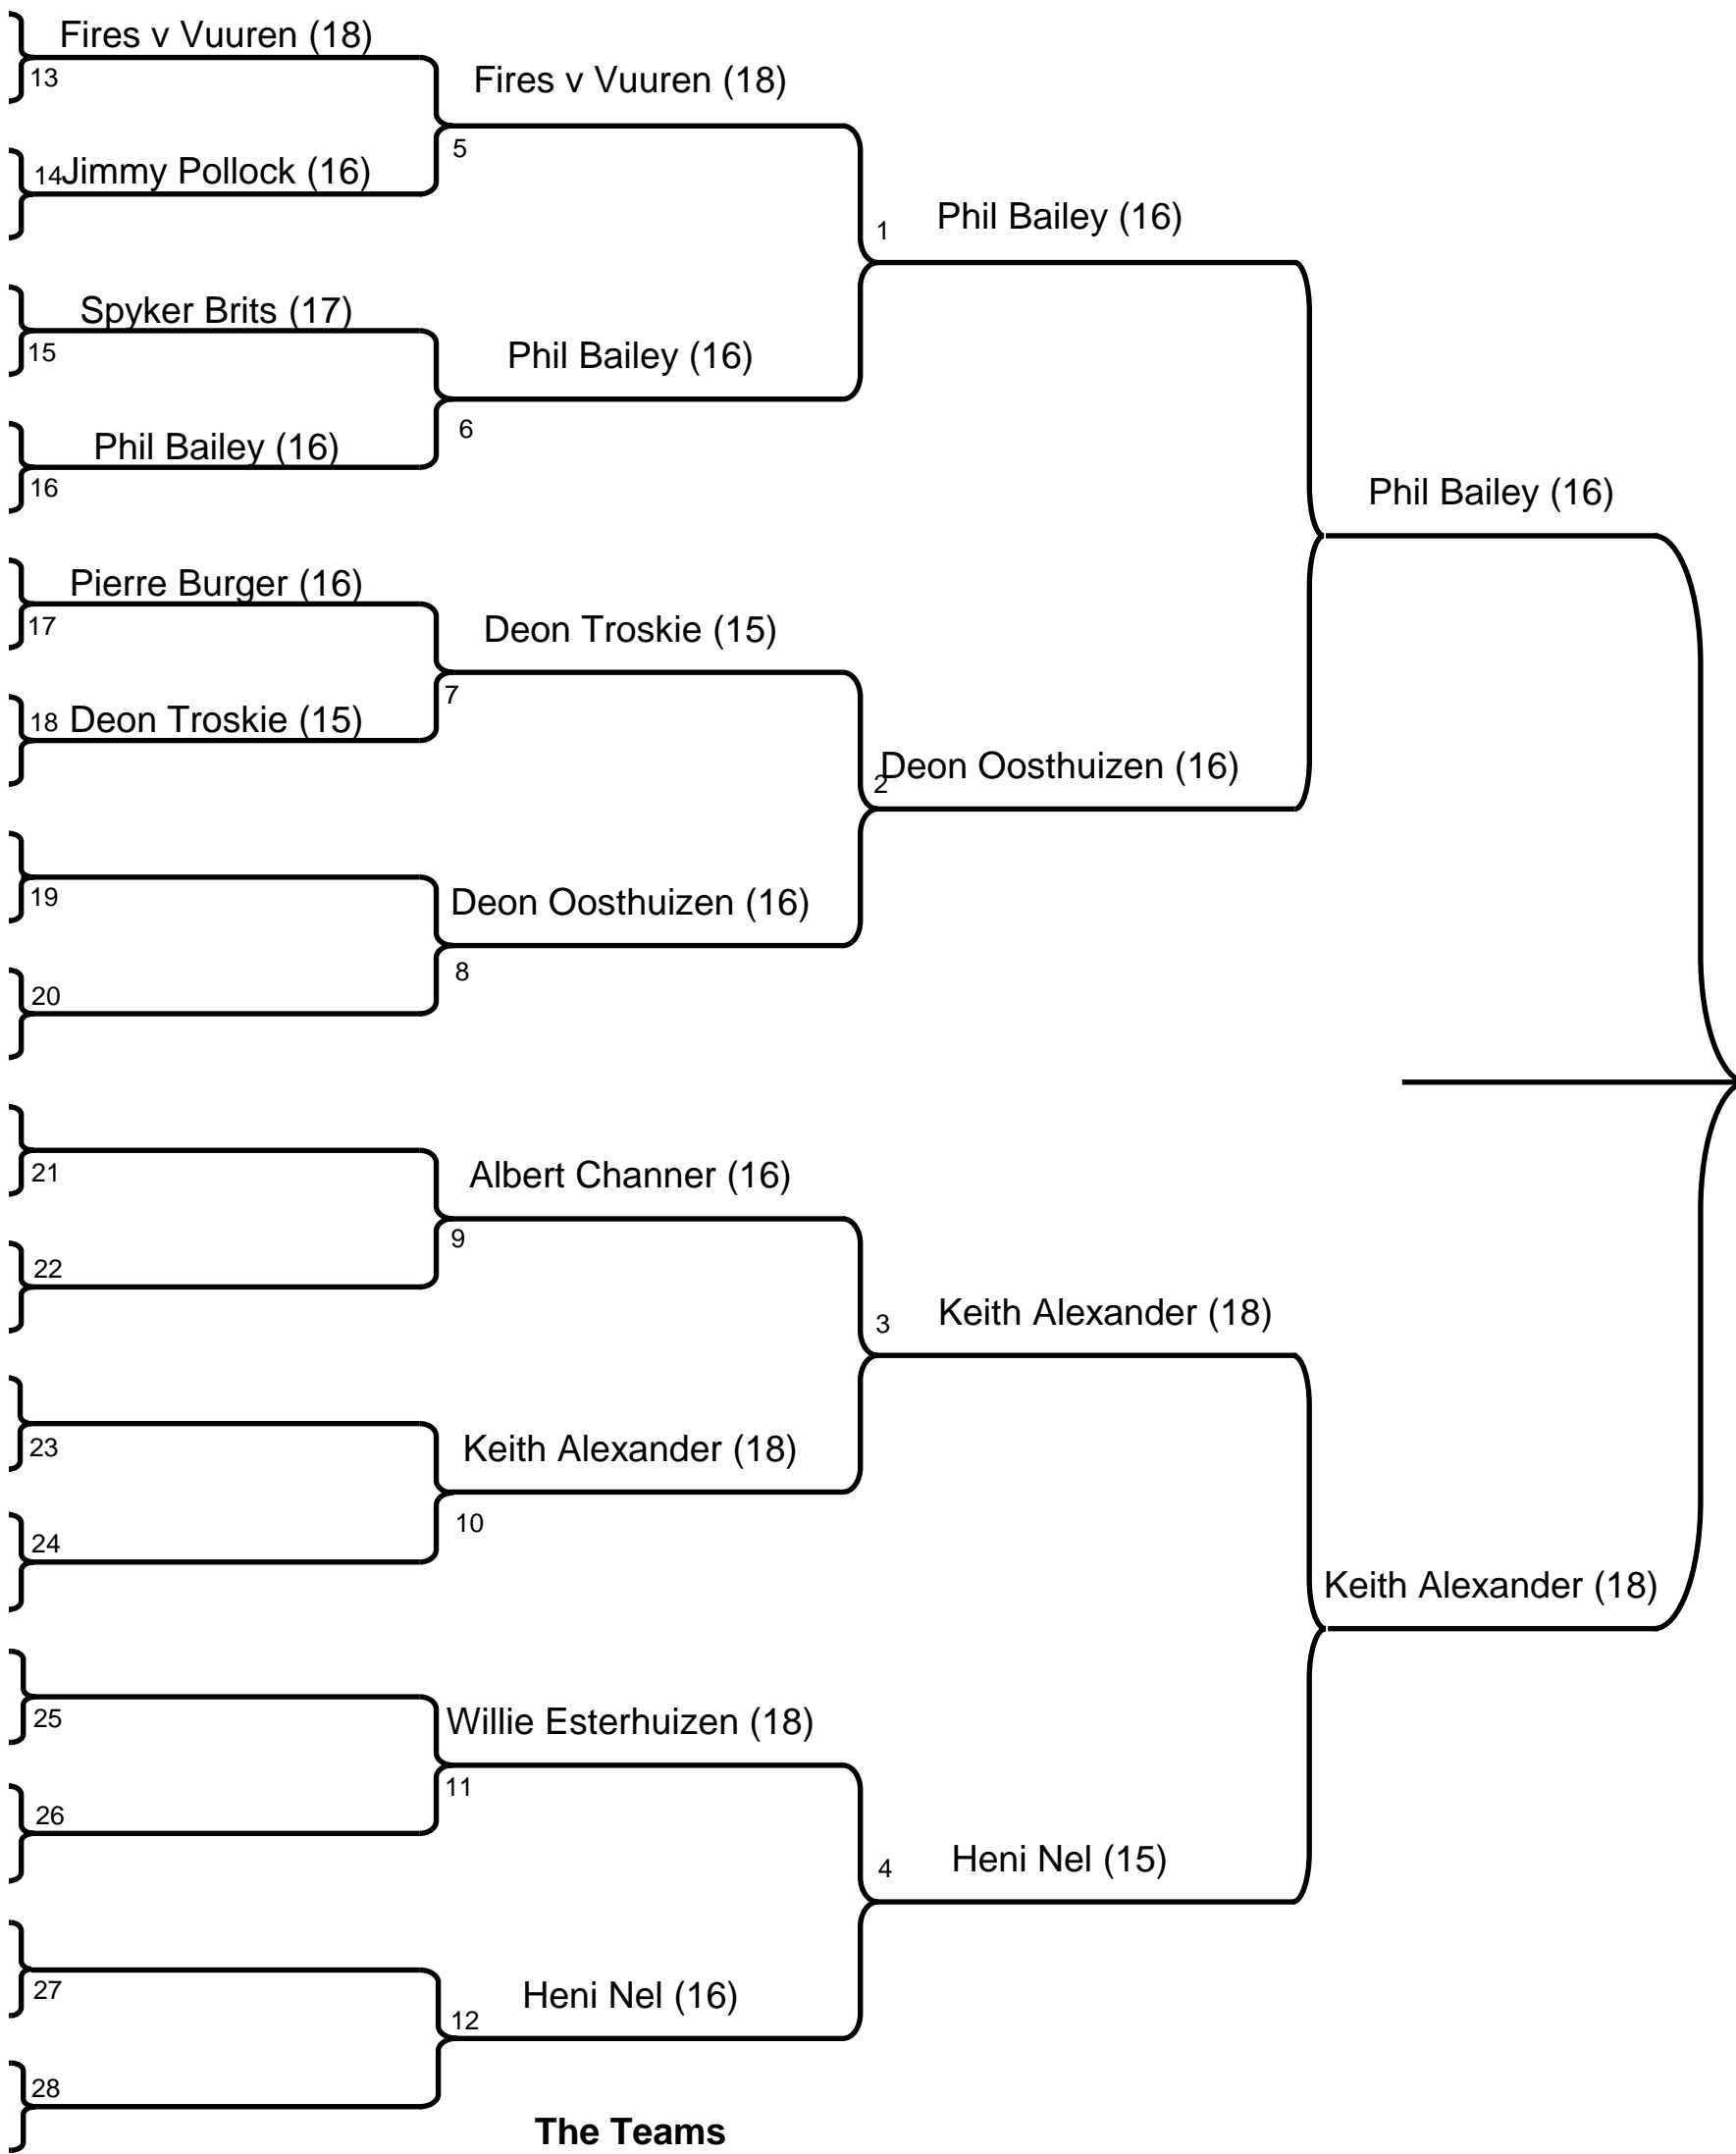 Fires v Vuuren (18)
13
Fires v Vuuren (18)
5
14 Jimmy Pollock (16)
1
Phil Bailey (16)
Spyker Brits (17)
15
Phil Bailey (16)
6
Phil Bailey (16)
16
Phil Bailey (16)
Pierre Burger (16)
17
Deon Troskie (15)
7
18 Deon Troskie (15)
2
Deon Oosthuizen (16)
19
Deon Oosthuizen (16)
8
20
21
Albert Channer (16)
9
22
3
Keith Alexander (18)
23
Keith Alexander (18)
10
24
Keith Alexander (18)
25
Willie Esterhuizen (18)
11
26
4
Heni Nel (15)
27
Heni Nel (16)
12
28
The Teams